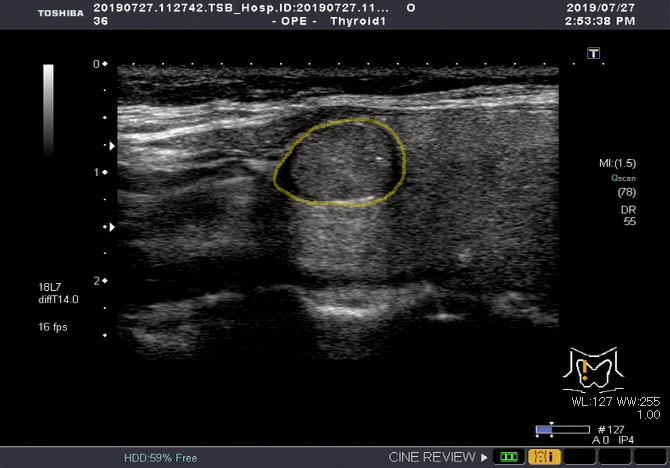 TOSHIBA 20190727.112742.TSB_Hosp.ID:20190727.11... O 2019/07/27
36 - OPE - Thyroid1 2:53:38 PM
T
0
1
2
MI:(1.5)
Qscan
(78)
DR
55
18L7
diffT14.0
16 fps
WL:127 WW:255
1.00
#127
A 0 IP4
HDD:59% Free CINE REVIEW